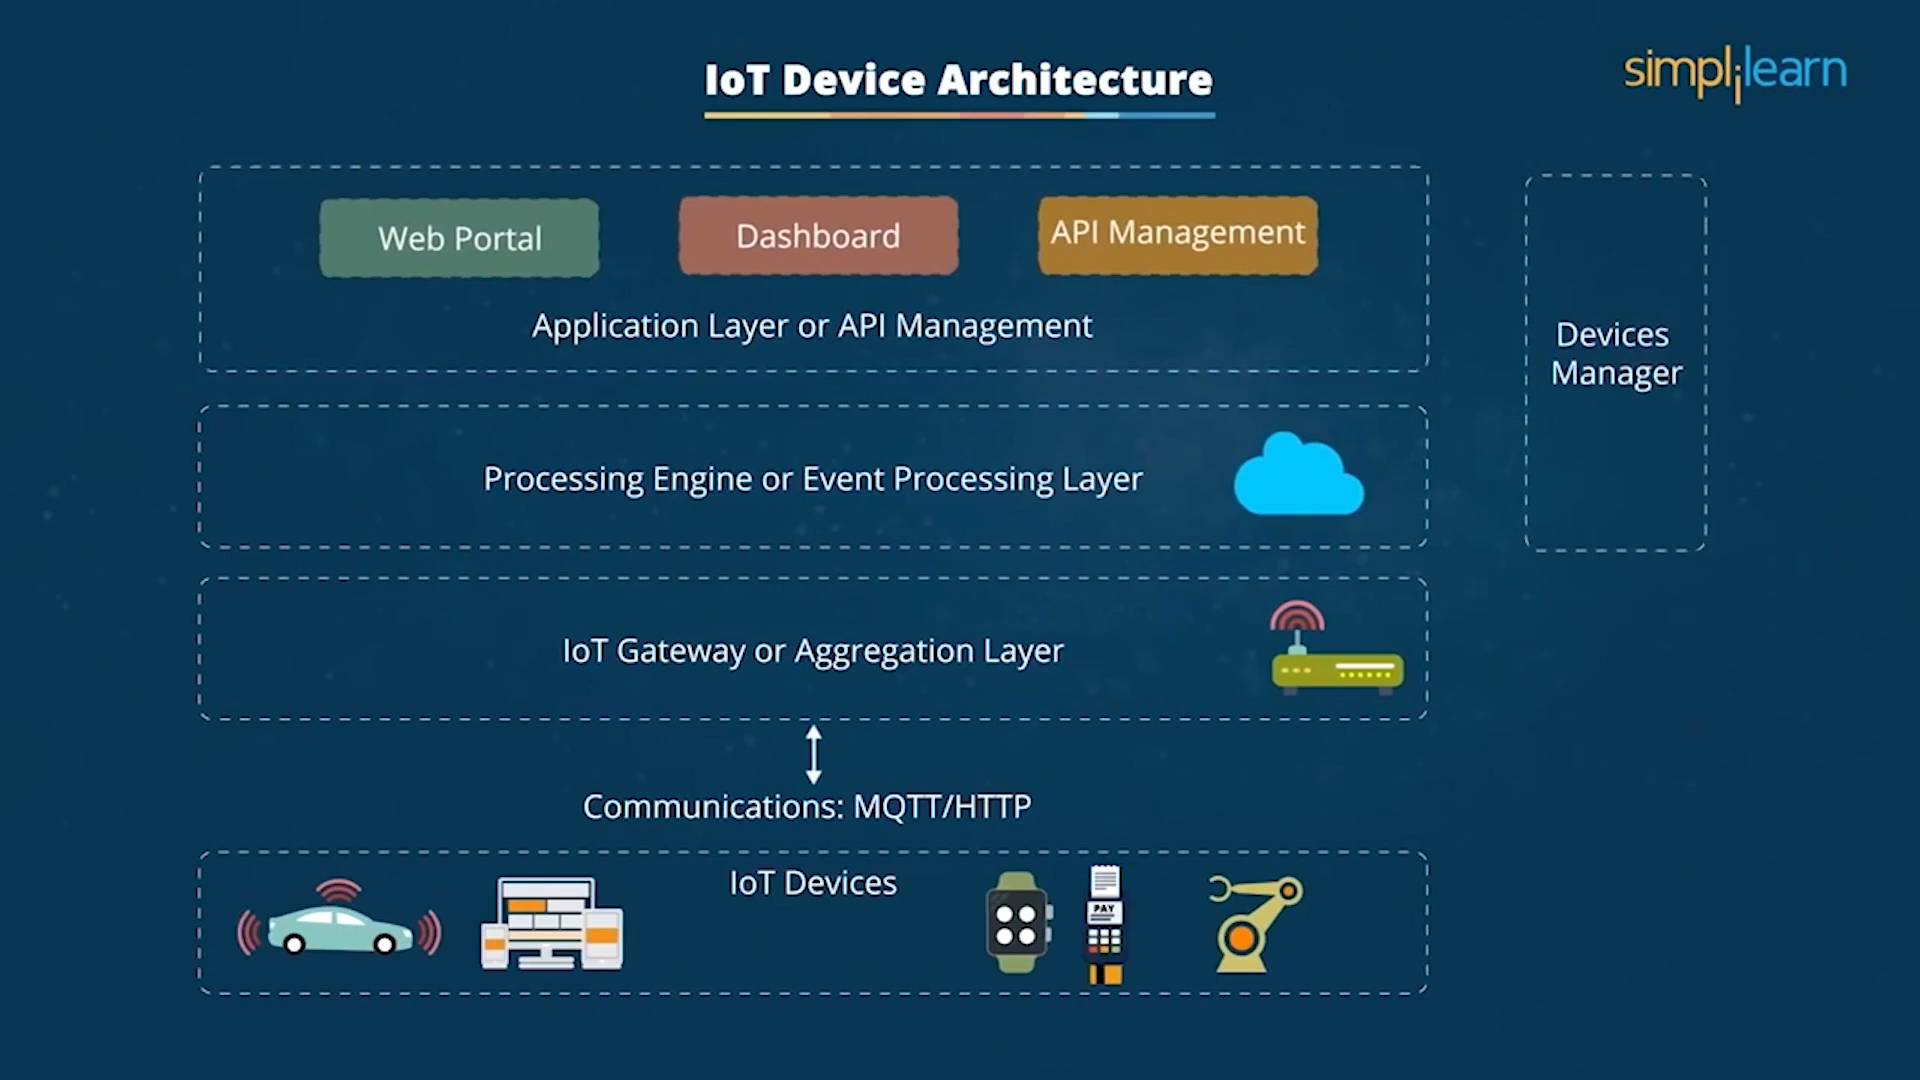 IoT Device Architecture
simplilearn
Web Portal
Dashboard
API Management
Application Layer or API Management
Devices
Manager
Processing Engine or Event Processing Layer
IoT Gateway or Aggregation Layer
Communications: MQTT/HTTP
IoT Devices
PAY